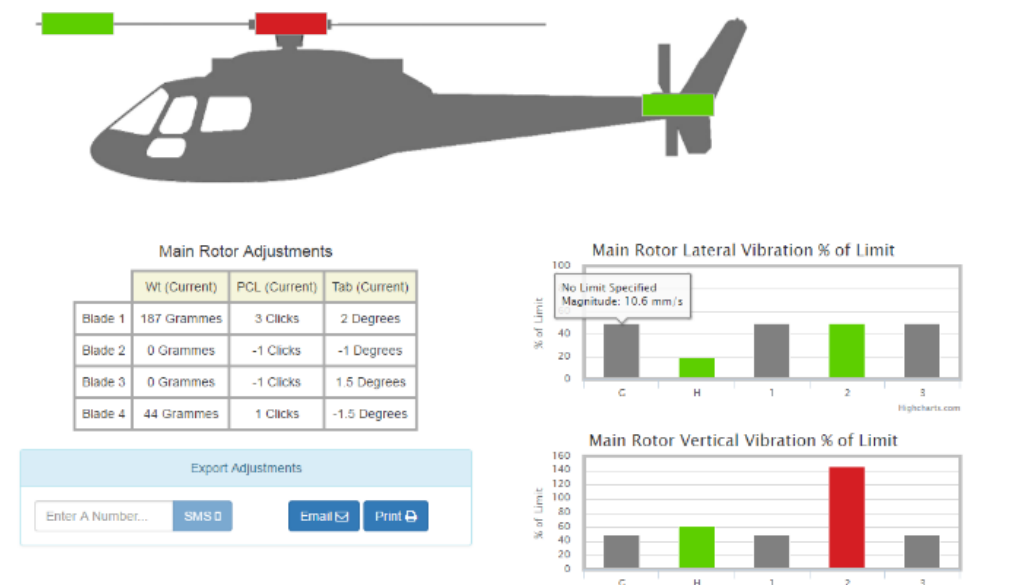 Main Rotor Adjustments
Wt (Current) PCL (Current) Tab (Current)
Blade 1 187 Grammes 3 Clicks 2 Degrees
Blade 2 0 Grammes -1 Clicks -1 Degrees
Blade 3 0 Grammes -1 Clicks 1.5 Degrees
Blade 4 44 Grammes 1 Clicks -1.5 Degrees
Export Adjustments
Enter A Number... SMS Email Print
Main Rotor Lateral Vibration % of Limit
100
No Limit Specified
Magnitude: 10.6 mm/s
40
20
0
% of Limit
G H 1 2 3
Highcharts.com
Main Rotor Vertical Vibration % of Limit
160
140
120
100
80
60
40
20
0
% of Limit
G H 1 2 3